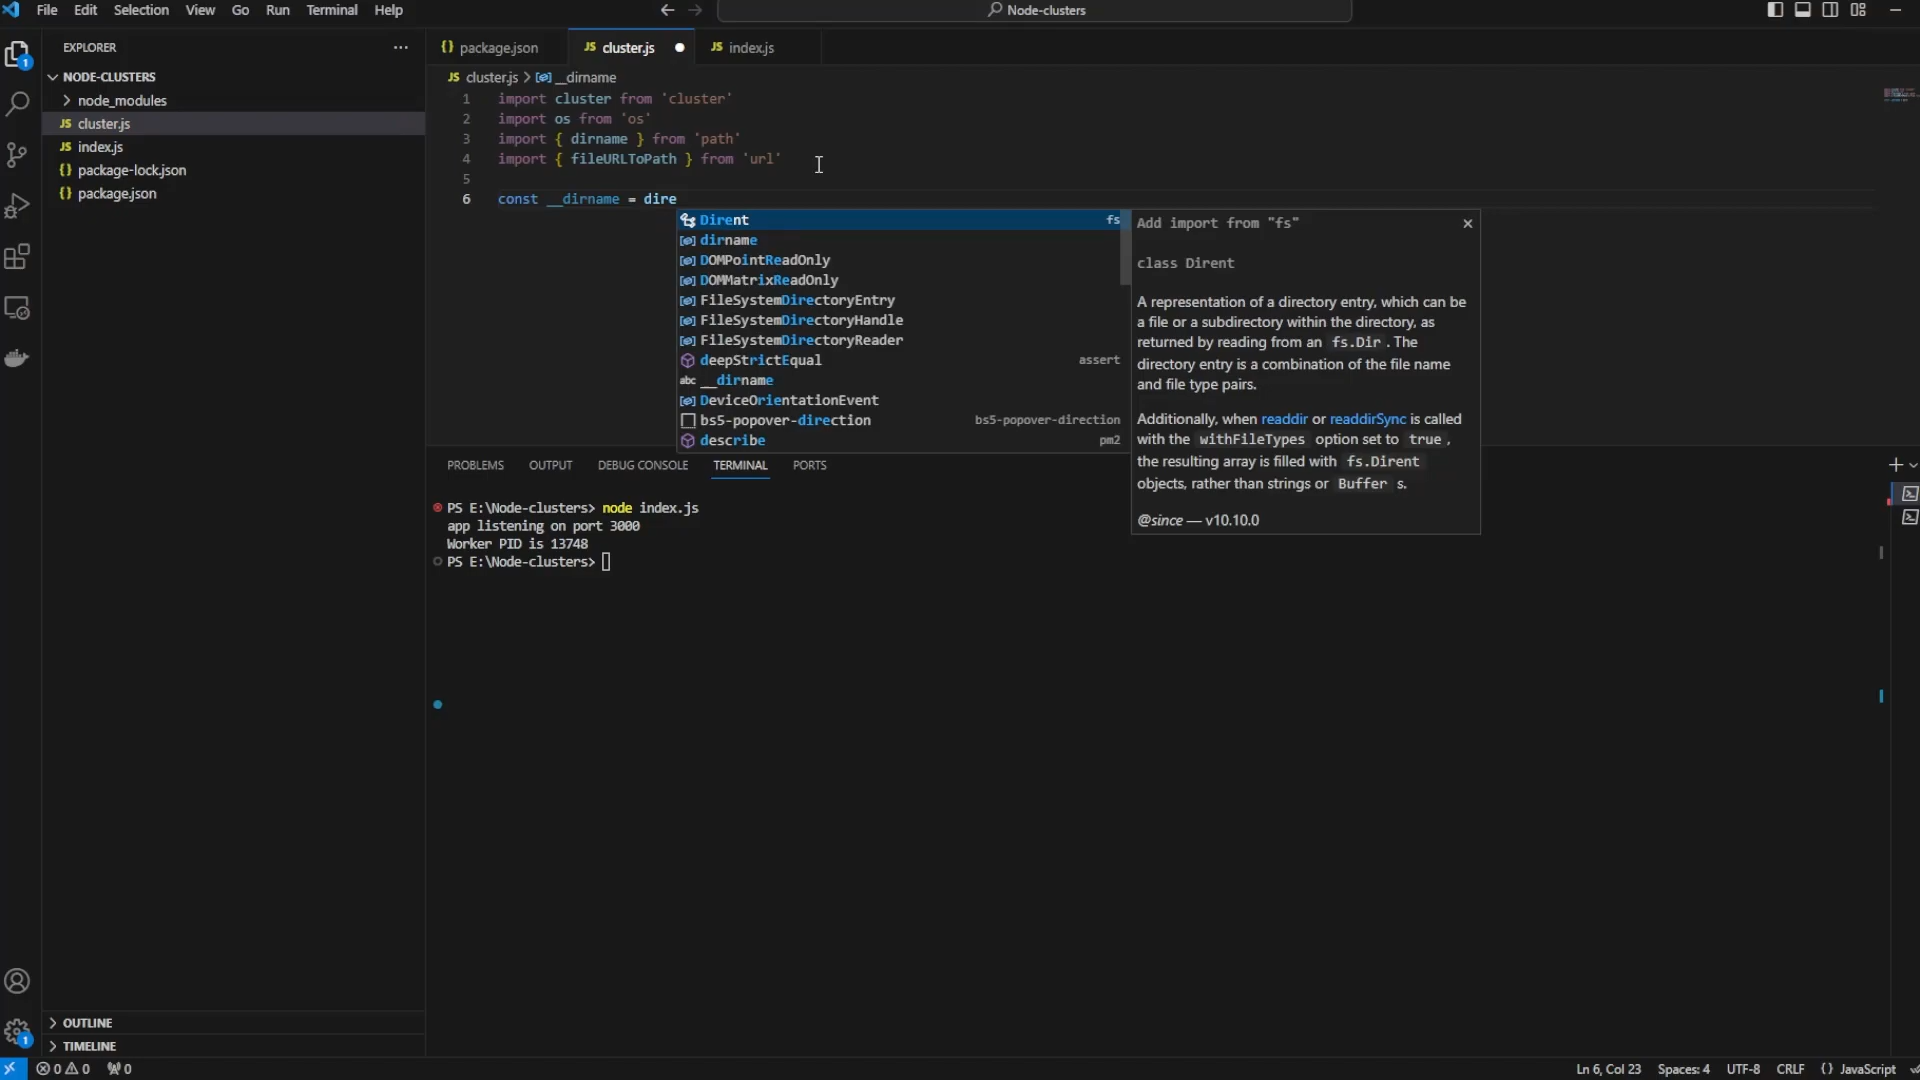 File Edit Selection View Go Run Terminal Help
Node-clusters
EXPLORER
NODE-CLUSTERS
node_modules
JS cluster.js
JS index.js
{} package-lock.json
{} package.json
OUTLINE
TIMELINE
{} package.json JS cluster.js JS index.js
JS cluster.js > __dirname
1 import cluster from 'cluster'
2 import os from 'os'
3 import { dirname } from 'path'
4 import { fileURLToPath } from 'url'
5
6 const __dirname = dire
Dirent fs
dirname
DOMPointReadOnly
DOMMatrixReadOnly
FileSystemDirectoryEntry
FileSystemDirectoryHandle
FileSystemDirectoryReader
deepStrictEqual assert
abc __dirname
DeviceOrientationEvent
bs5-popover-direction bs5-popover-direction
describe pm2
Add import from "fs"
class Dirent
A representation of a directory entry, which can be
a file or a subdirectory within the directory, as
returned by reading from an fs.Dir. The
directory entry is a combination of the file name
and file type pairs.
Additionally, when readdir or readdirSync is called
with the withFileTypes option set to true,
the resulting array is filled with fs.Dirent
objects, rather than strings or Buffer s.
@since — v10.10.0
PROBLEMS OUTPUT DEBUG CONSOLE TERMINAL PORTS
PS E:\Node-clusters> node index.js
app listening on port 3000
Worker PID is 13748
PS E:\Node-clusters>
1
1
0 0 0
Ln 6, Col 23 Spaces: 4 UTF-8 CRLF {} JavaScript